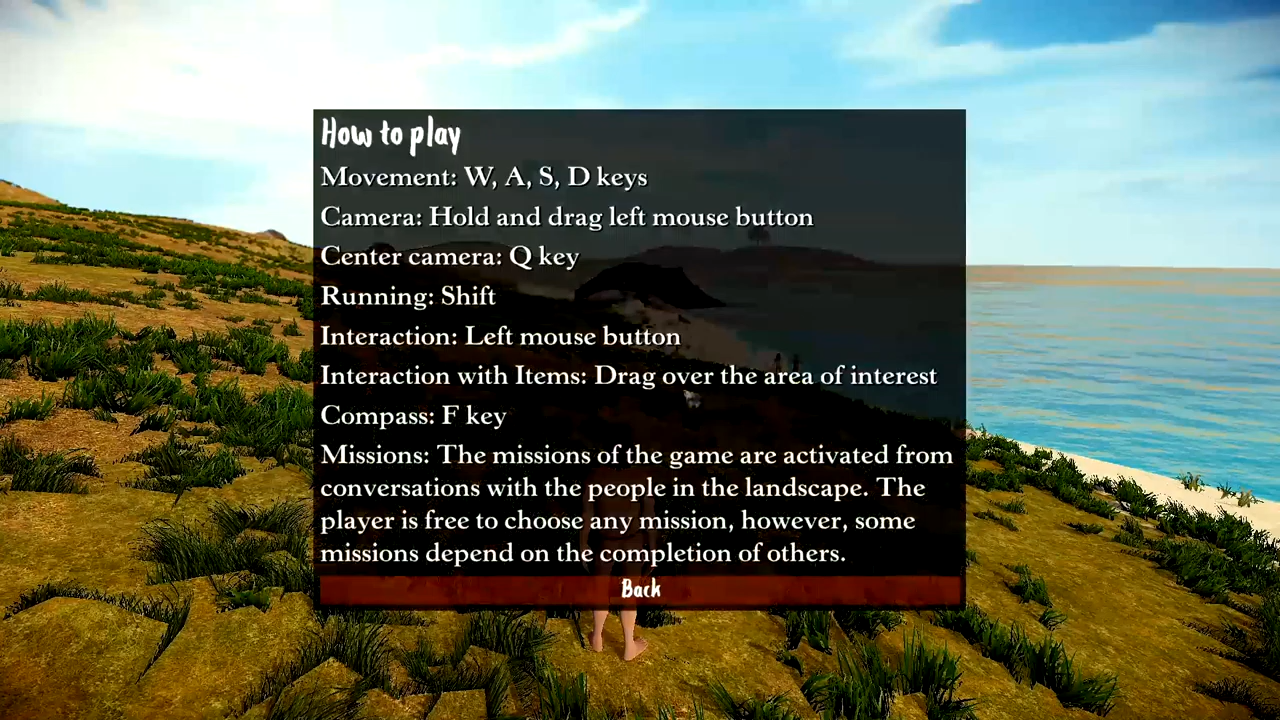 How to play
Movement: W, A, S, D keys
Camera: Hold and drag left mouse button
Center camera: Q key
Running: Shift
Interaction: Left mouse button
Interaction with Items: Drag over the area of interest
Compass: F key
Missions: The missions of the game are activated from
conversations with the people in the landscape. The
player is free to choose any mission, however, some
missions depend on the completion of others.
Back